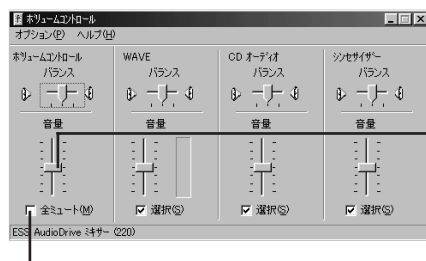 ボリュームコントロール
オプション(P) ヘルプ(H)
ボリュームコントロール WAVE CD オーディオ シンセサイザー
バランス バランス バランス バランス
音量 音量 音量 音量
全ミュート(M) 選択(S) 選択(S) 選択(S)
ESS AudioDrive ミキサー (220)